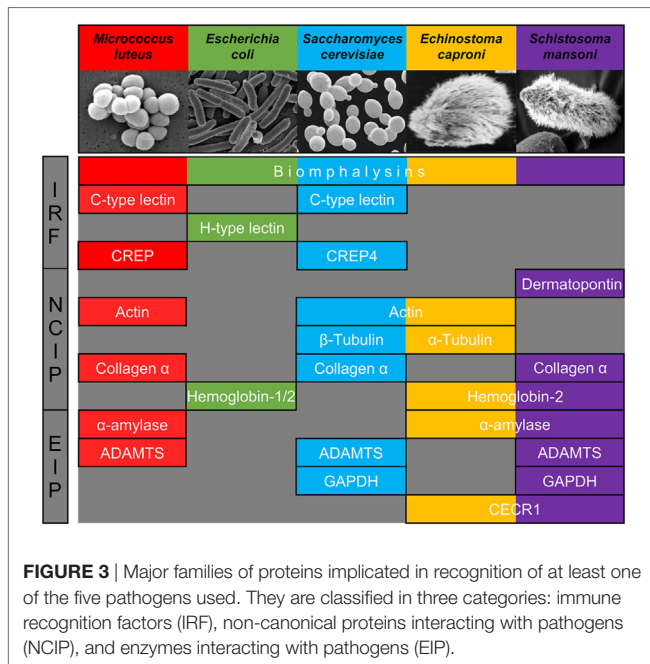 Micrococcus luteus
Escherichia coli
Saccharomyces cerevisiae
Echinostoma caproni
Schistosoma mansoni
IRF
Biomphalysins
C-type lectin
C-type lectin
H-type lectin
CREP
CREP4
NCIP
Dermatopontin
Actin
Actin
β-Tubulin
α-Tubulin
Collagen α
Collagen α
Collagen α
Hemoglobin-1/2
Hemoglobin-2
EIP
α-amylase
α-amylase
ADAMTS
ADAMTS
ADAMTS
GAPDH
GAPDH
CECR1
FIGURE 3 | Major families of proteins implicated in recognition of at least one
of the five pathogens used. They are classified in three categories: immune
recognition factors (IRF), non-canonical proteins interacting with pathogens
(NCIP), and enzymes interacting with pathogens (EIP).